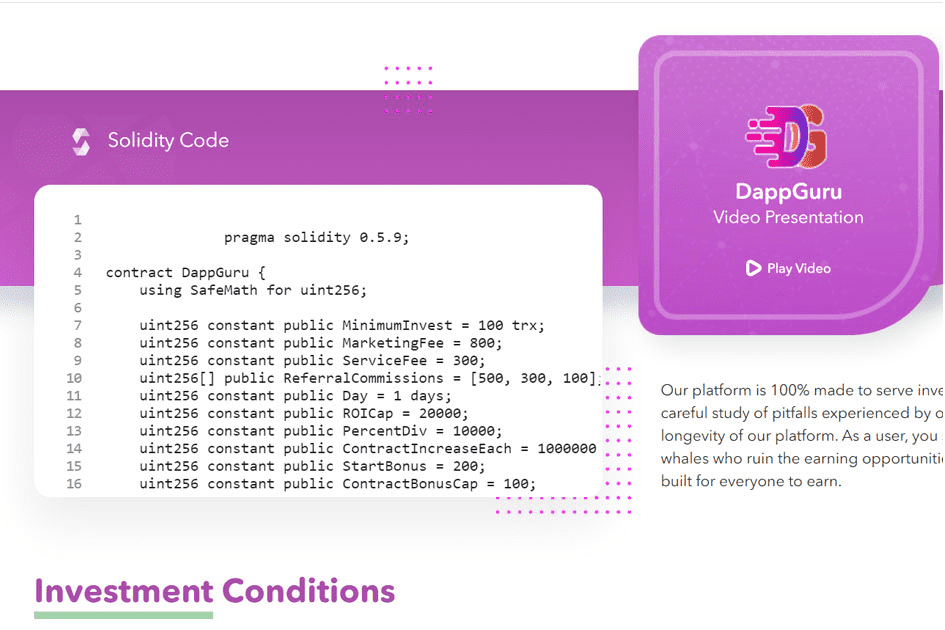 Solidity Code
1
2 pragma solidity 0.5.9;
3
4 contract DappGuru {
5 using SafeMath for uint256;
6
7 uint256 constant public MinimumInvest = 100 trx;
8 uint256 constant public MarketingFee = 800;
9 uint256 constant public ServiceFee = 300;
10 uint256[] public ReferralCommissions = [500, 300, 100];
11 uint256 constant public Day = 1 days;
12 uint256 constant public ROICap = 20000;
13 uint256 constant public PercentDiv = 10000;
14 uint256 constant public ContractIncreaseEach = 1000000
15 uint256 constant public StartBonus = 200;
16 uint256 constant public ContractBonusCap = 100;
DG
DappGuru
Video Presentation
Play Video
Our platform is 100% made to serve inve
careful study of pitfalls experienced by o
longevity of our platform. As a user, you
whales who ruin the earning opportuniti
built for everyone to earn.
Investment Conditions